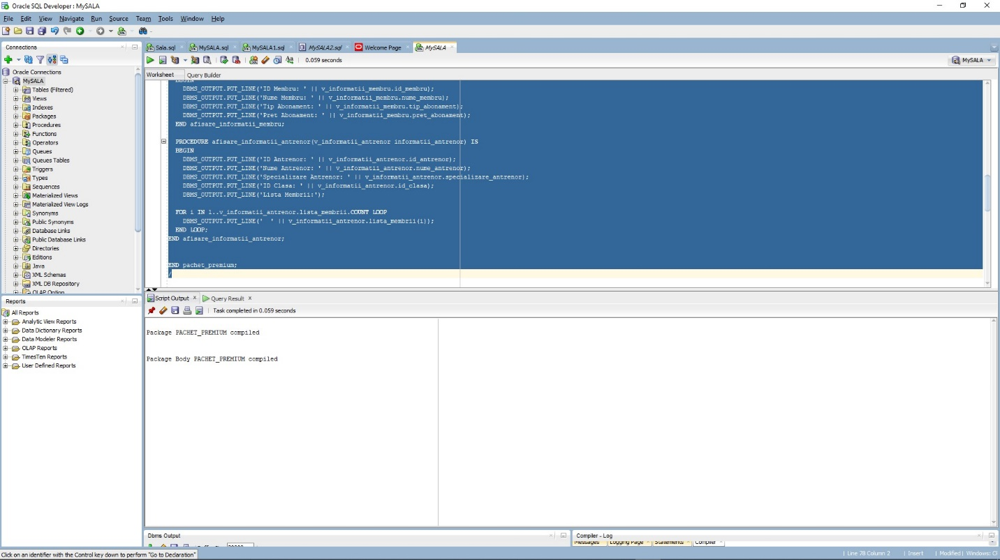 Oracle SQL Developer : MySALA
File Edit View Navigate Run Source Team Tools Window Help
Connections
Oracle Connections
MySALA
Tables (Filtered)
Views
Indexes
Packages
Procedures
Functions
Operators
Queues
Queues Tables
Triggers
Types
Sequences
Materialized Views
Materialized View Logs
Synonyms
Public Synonyms
Database Links
Public Database Links
Directories
Editions
Java
XML Schemas
XML DB Repository
OLAP Option
Reports
All Reports
Analytic View Reports
Data Dictionary Reports
Data Modeler Reports
OLAP Reports
TimesTen Reports
User Defined Reports
Sala.sql MySALA.sql MySALA1.sql MySALA2.sql Welcome Page MySALA
0.059 seconds
MySALA
Worksheet Query Builder
BEGIN
DBMS_OUTPUT.PUT_LINE('ID Membru: ' || v_informatii_membru.id_membru);
DBMS_OUTPUT.PUT_LINE('Nume Membru: ' || v_informatii_membru.nume_membru);
DBMS_OUTPUT.PUT_LINE('Tip Abonament: ' || v_informatii_membru.tip_abonament);
DBMS_OUTPUT.PUT_LINE('Pret Abonament: ' || v_informatii_membru.pret_abonament);
END afisare_informatii_membru;
PROCEDURE afisare_informatii_antrenor(v_informatii_antrenor informatii_antrenor) IS
BEGIN
DBMS_OUTPUT.PUT_LINE('ID Antrenor: ' || v_informatii_antrenor.id_antrenor);
DBMS_OUTPUT.PUT_LINE('Nume Antrenor: ' || v_informatii_antrenor.nume_antrenor);
DBMS_OUTPUT.PUT_LINE('Specializare Antrenor: ' || v_informatii_antrenor.specializare_antrenor);
DBMS_OUTPUT.PUT_LINE('ID Clasa: ' || v_informatii_antrenor.id_clasa);
DBMS_OUTPUT.PUT_LINE('Lista Membrii:');
FOR i IN 1..v_informatii_antrenor.lista_membrii.COUNT LOOP
DBMS_OUTPUT.PUT_LINE('  ' || v_informatii_antrenor.lista_membrii(i));
END LOOP;
END afisare_informatii_antrenor;
END pachet_premium;
/
Script Output Query Result
Task completed in 0.059 seconds
Package PACHET_PREMIUM compiled
Package Body PACHET_PREMIUM compiled
Dbms Output
Compiler - Log
Messages Logging Page Statements Compiler
Click on an identifier with the Control key down to perform "Go to Declaration"
Line 78 Column 2 | Insert | Modified | Windows: